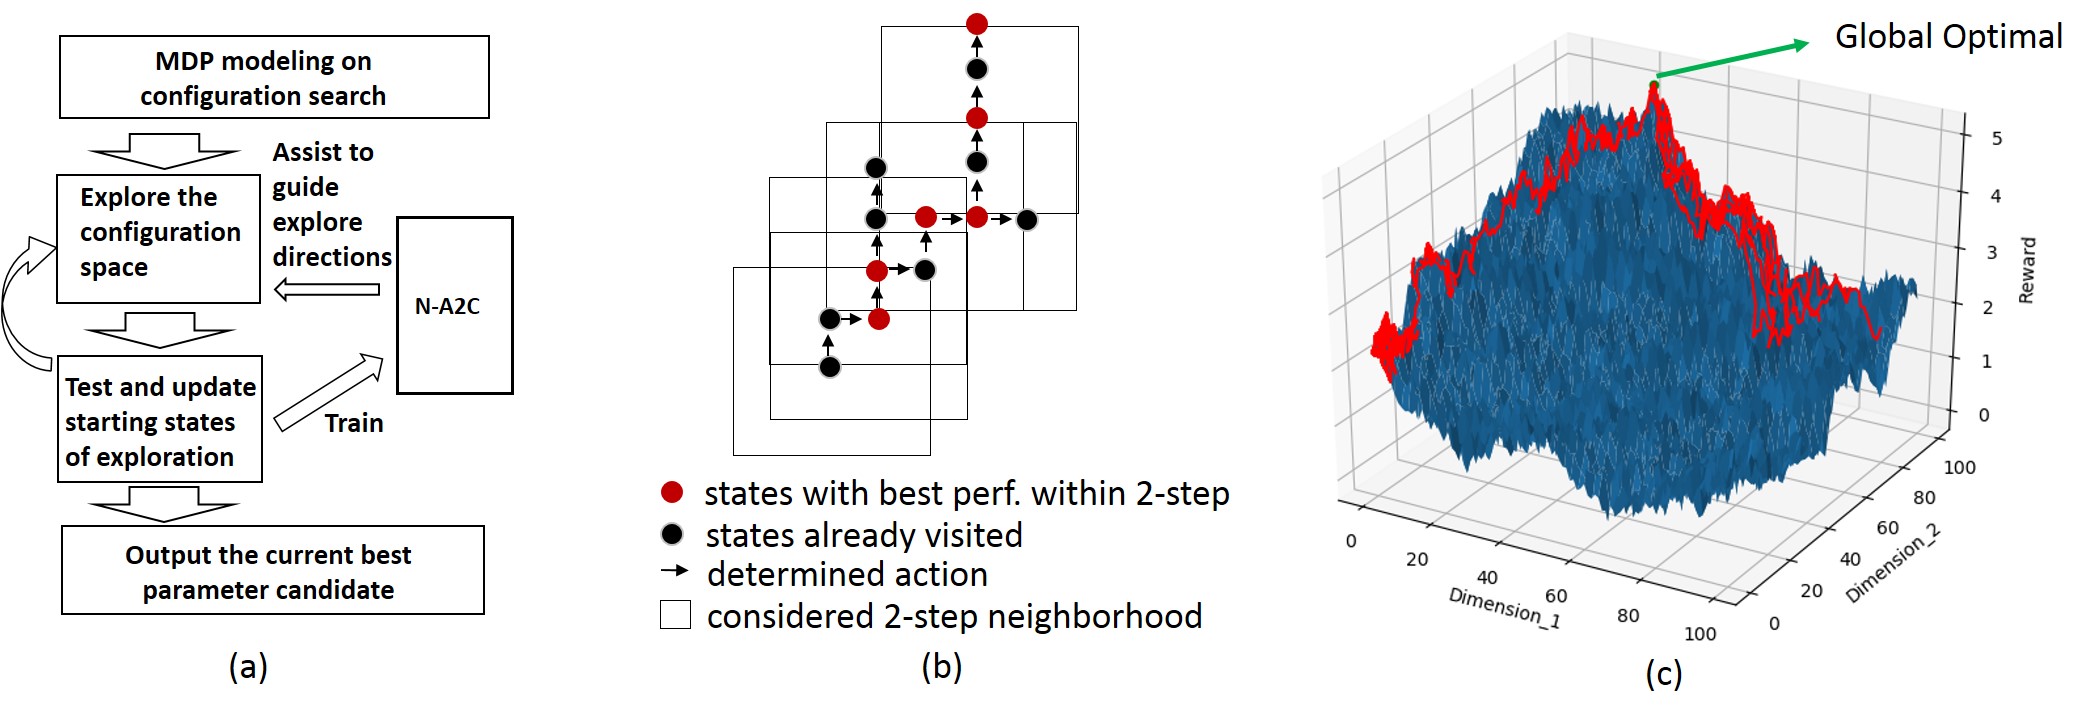 MDP modeling on
configuration search
Assist to
guide
explore
directions
Explore the
configuration
space
N-A2C
Test and update
starting states
of exploration
Train
Output the current best
parameter candidate
(a)
states with best perf. within 2-step
states already visited
determined action
considered 2-step neighborhood
(b)
Global Optimal
5
4
3
2
1
0
Reward
0
20
40
60
80
100
Dimension_1
0
20
40
60
80
100
Dimension_2
(c)